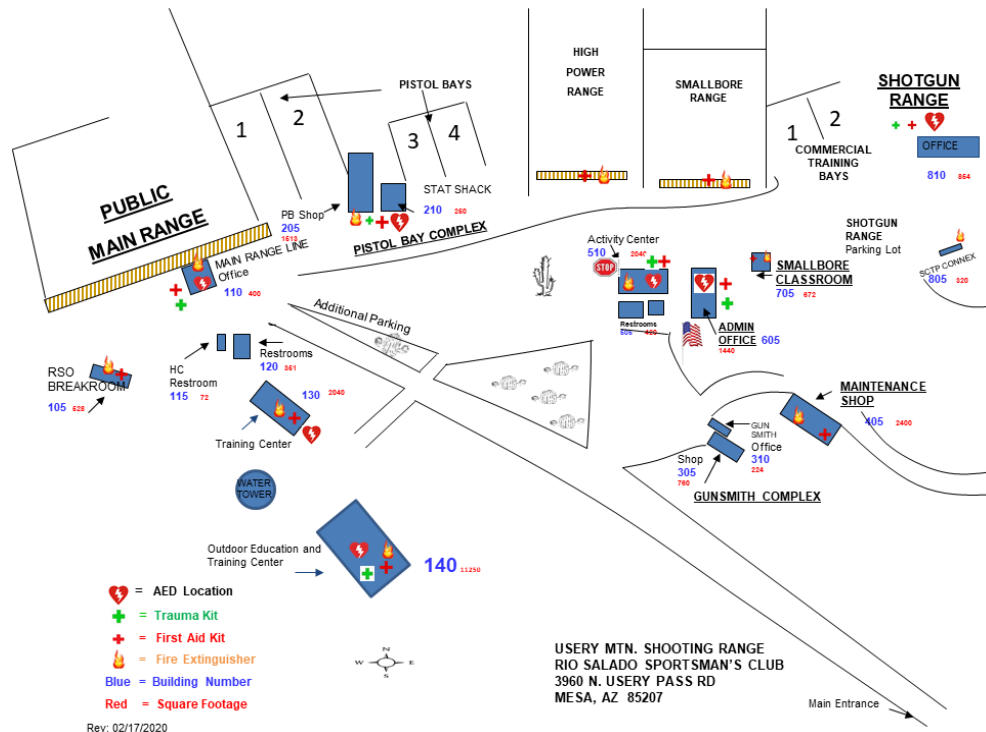 HIGH
POWER
RANGE
SMALLBORE
RANGE
SHOTGUN
RANGE
PISTOL BAYS
1
2
3
4
1
2
COMMERCIAL
TRAINING
BAYS
OFFICE
810 864
PUBLIC
MAIN RANGE
STAT SHACK
210 260
PB Shop
205
1513
PISTOL BAY COMPLEX
MAIN RANGE LINE
Office
110 400
Activity Center
510 2040
STOP
SHOTGUN
RANGE
Parking Lot
SCTP CONNEX
805 320
SMALLBORE
CLASSROOM
705 672
Restrooms
505 420
ADMIN
OFFICE 605
1440
Additional Parking
Restrooms
120 351
HC
Restroom
115 72
RSO
BREAKROOM
105 528
130 2040
Training Center
MAINTENANCE
SHOP
405 2400
GUN
SMITH
Office
310
224
Shop
305
760
GUNSMITH COMPLEX
WATER
TOWER
Outdoor Education and
Training Center
140 11250
= AED Location
= Trauma Kit
= First Aid Kit
= Fire Extinguisher
Blue = Building Number
Red = Square Footage
Rev: 02/17/2020
N
W E
S
USERY MTN. SHOOTING RANGE
RIO SALADO SPORTSMAN'S CLUB
3960 N. USERY PASS RD
MESA, AZ 85207
Main Entrance